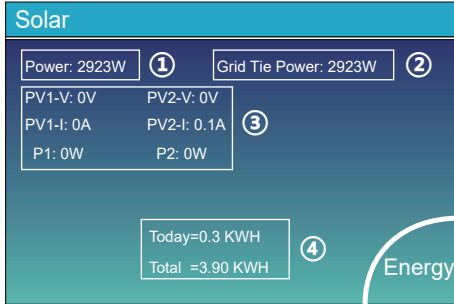 Solar
Power: 2923W ① Grid Tie Power: 2923W ②
PV1-V: 0V PV2-V: 0V
PV1-I: 0A PV2-I: 0.1A ③
P1: 0W P2: 0W
Today=0.3 KWH
④
Total =3.90 KWH
Energy